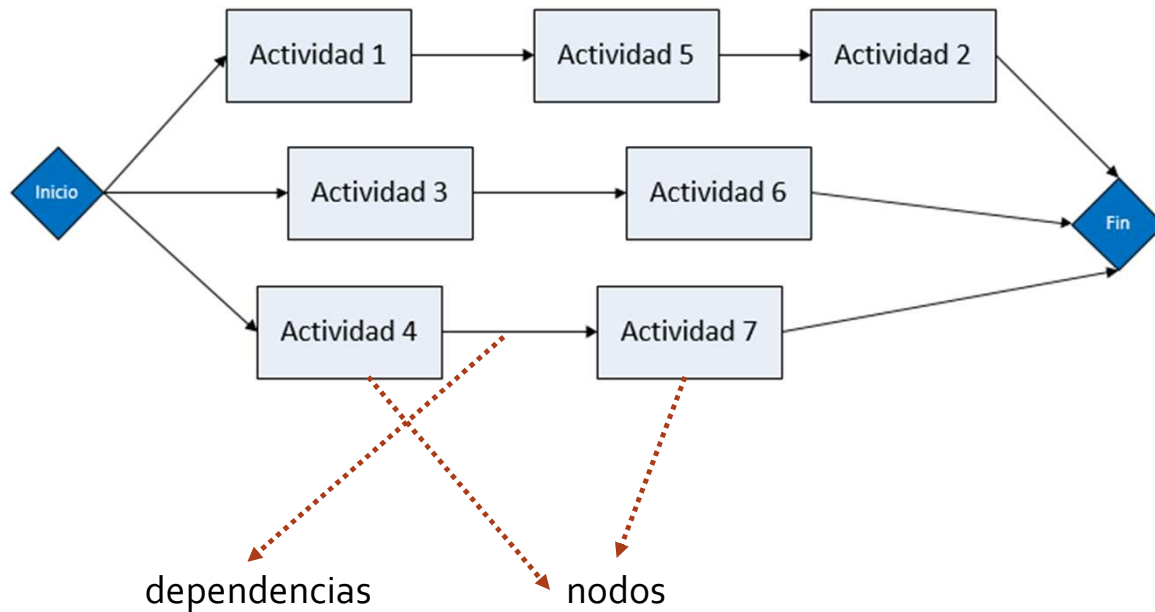 Actividad 1
Actividad 5
Actividad 2
Inicio
Actividad 3
Actividad 6
Fin
Actividad 4
Actividad 7
dependencias
nodos